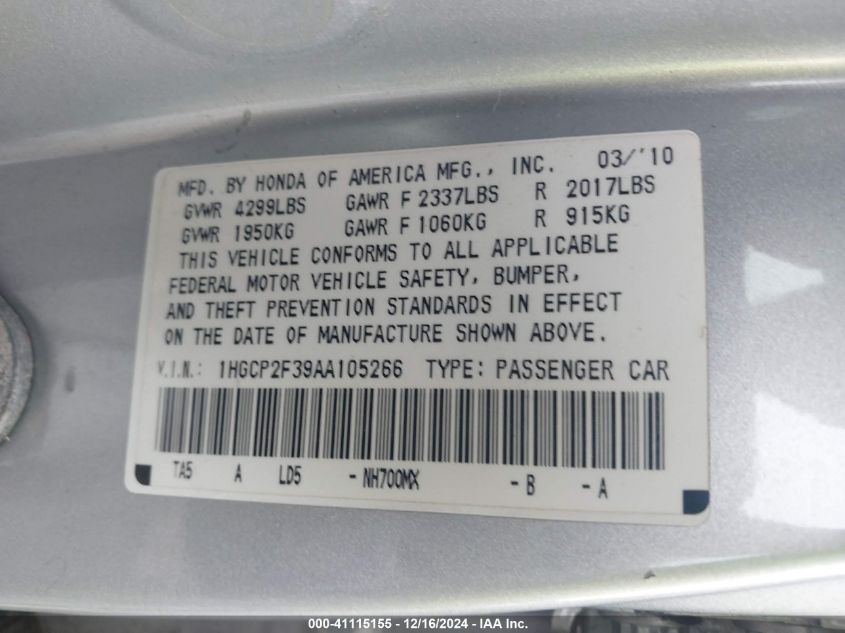 MFD. BY HONDA OF AMERICA MFG., INC. 03/'10
GVWR 4299LBS GAWR F 2337LBS R 2017LBS
GVWR 1950KG GAWR F 1060KG R 915KG
THIS VEHICLE CONFORMS TO ALL APPLICABLE
FEDERAL MOTOR VEHICLE SAFETY, BUMPER,
AND THEFT PREVENTION STANDARDS IN EFFECT
ON THE DATE OF MANUFACTURE SHOWN ABOVE.
V.I.N.: 1HGCP2F39AA105266 TYPE: PASSENGER CAR
TA5 A LD5 -NH700MX -B -A
000-41115155 - 12/16/2024 - IAA Inc.